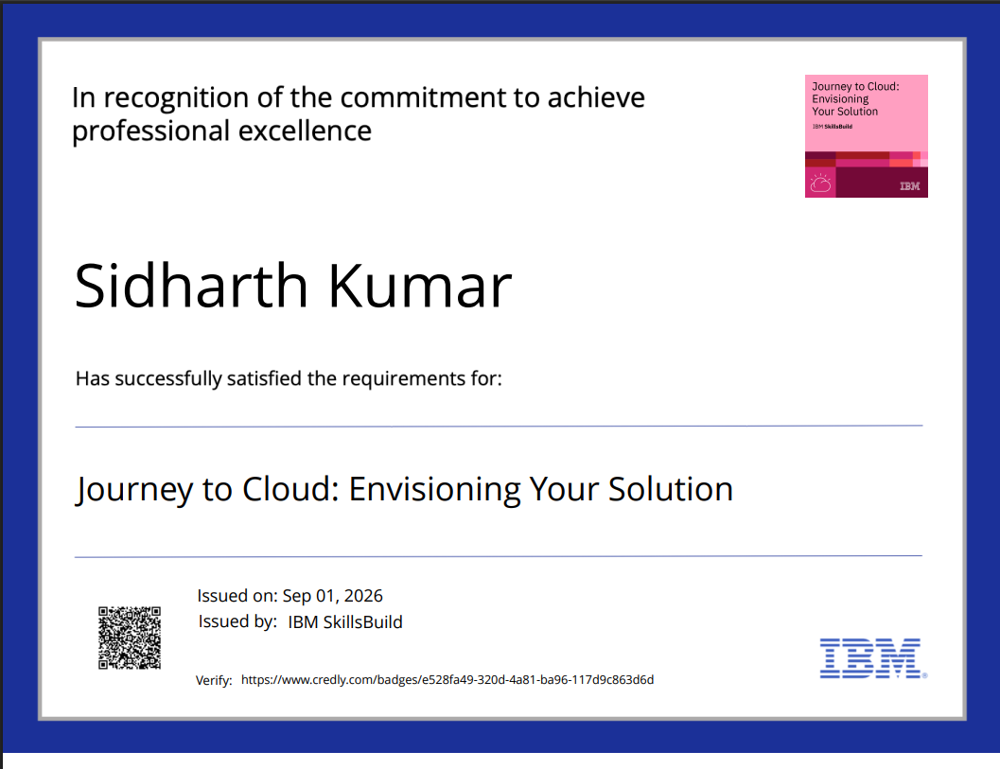 In recognition of the commitment to achieve
professional excellence
Journey to Cloud:
Envisioning
Your Solution
IBM SkillsBuild
IBM
Sidharth Kumar
Has successfully satisfied the requirements for:
Journey to Cloud: Envisioning Your Solution
Issued on: Sep 01, 2026
Issued by: IBM SkillsBuild
Verify: https://www.credly.com/badges/e528fa49-320d-4a81-ba96-117d9c863d6d
IBM®